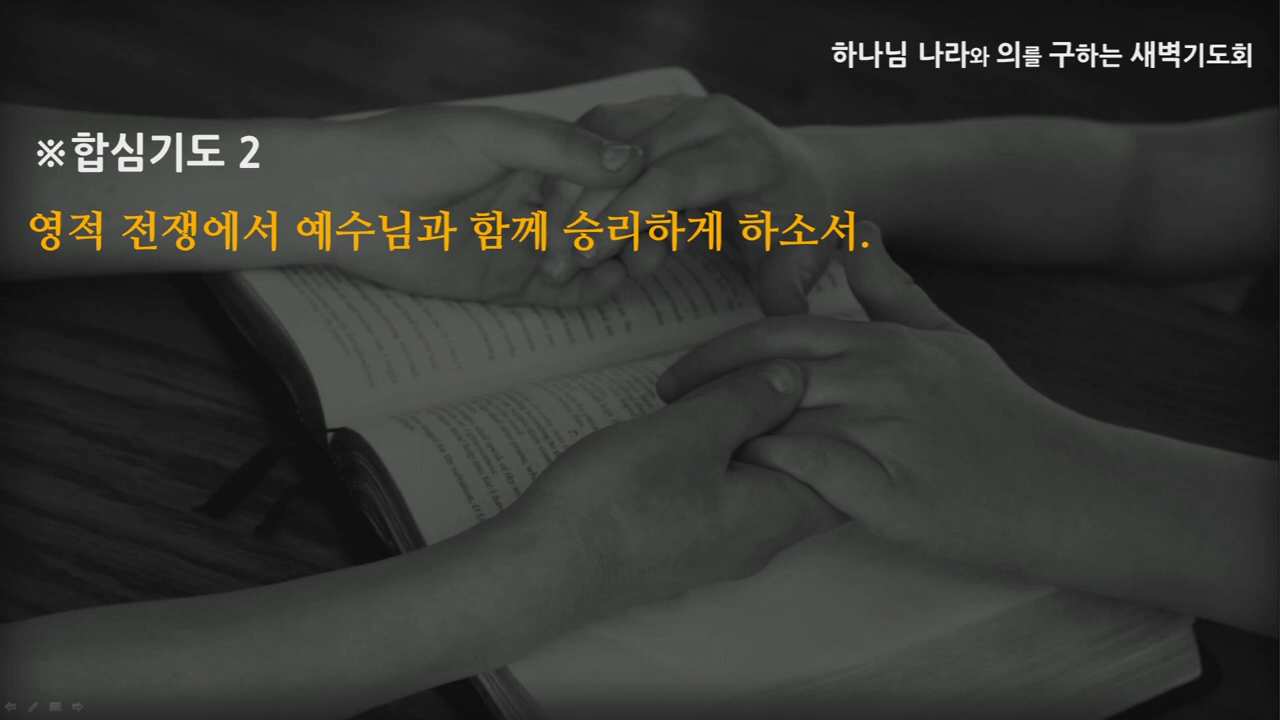 하나님 나라와 의를 구하는 새벽기도회
※합심기도 2
영적 전쟁에서 예수님과 함께 승리하게 하소서.